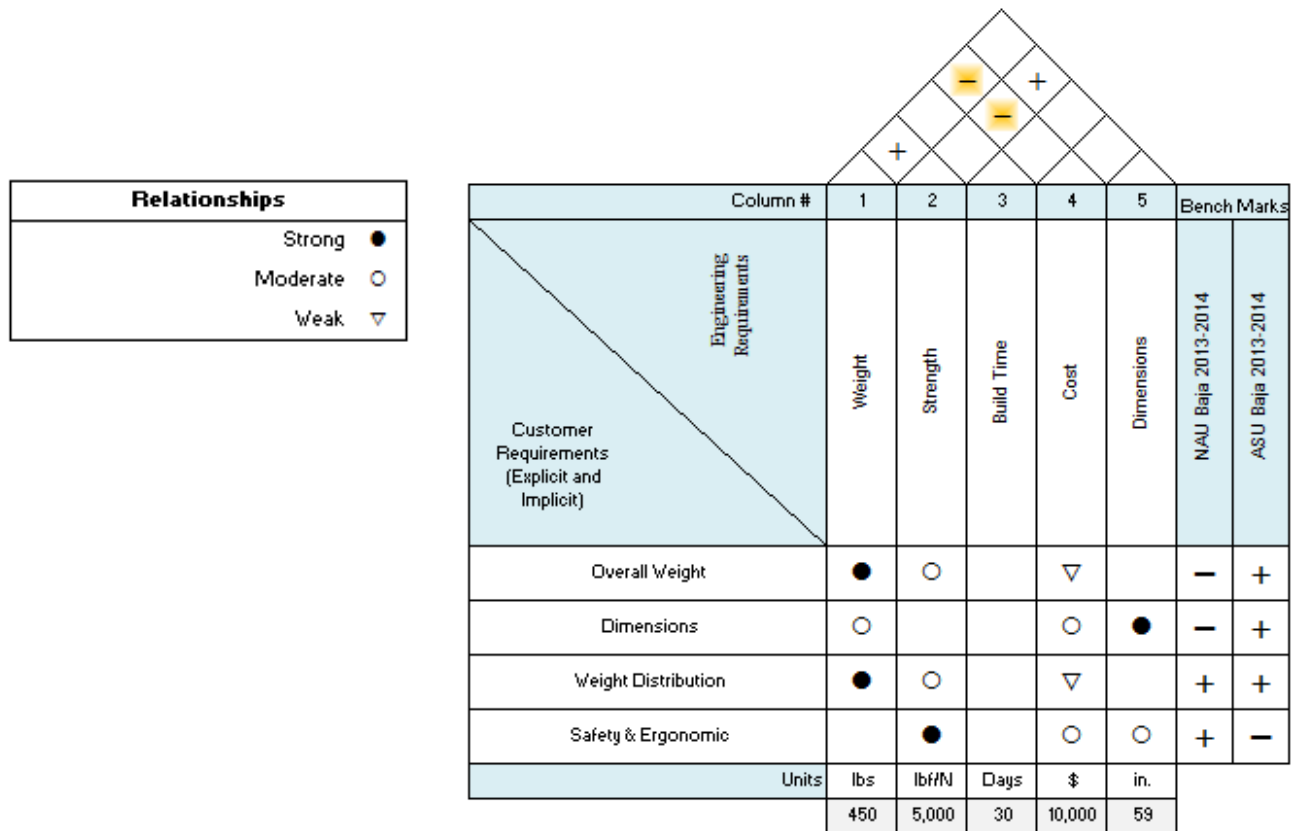 −
+
−
+
Relationships
Strong ●
Moderate ○
Weak ▽
Column # 1 2 3 4 5 Bench Marks
Engineering
Requirements
Customer
Requirements
(Explicit and
Implicit)
Weight
Strength
Build Time
Cost
Dimensions
NAU Baja 2013-2014
ASU Baja 2013-2014
Overall Weight ● ○ ▽ − +
Dimensions ○ ○ ● − +
Weight Distribution ● ○ ▽ + +
Safety & Ergonomic ● ○ ○ + −
Units lbs lbf/N Days $ in.
450 5,000 30 10,000 59